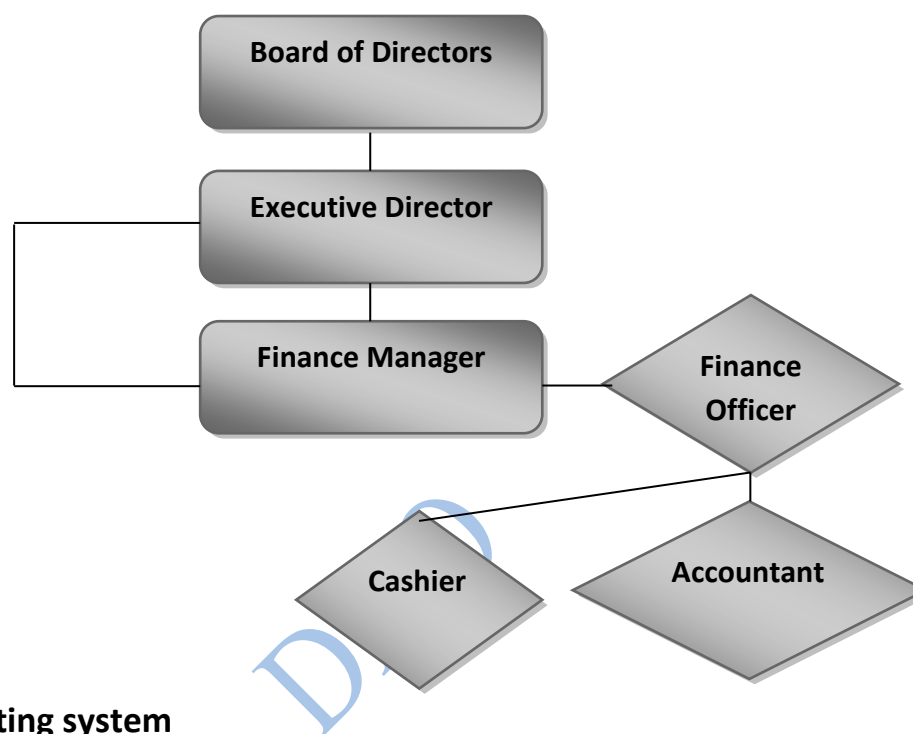 Board of Directors
Executive Director
Finance Manager
Finance
Officer
Cashier
Accountant
ting system